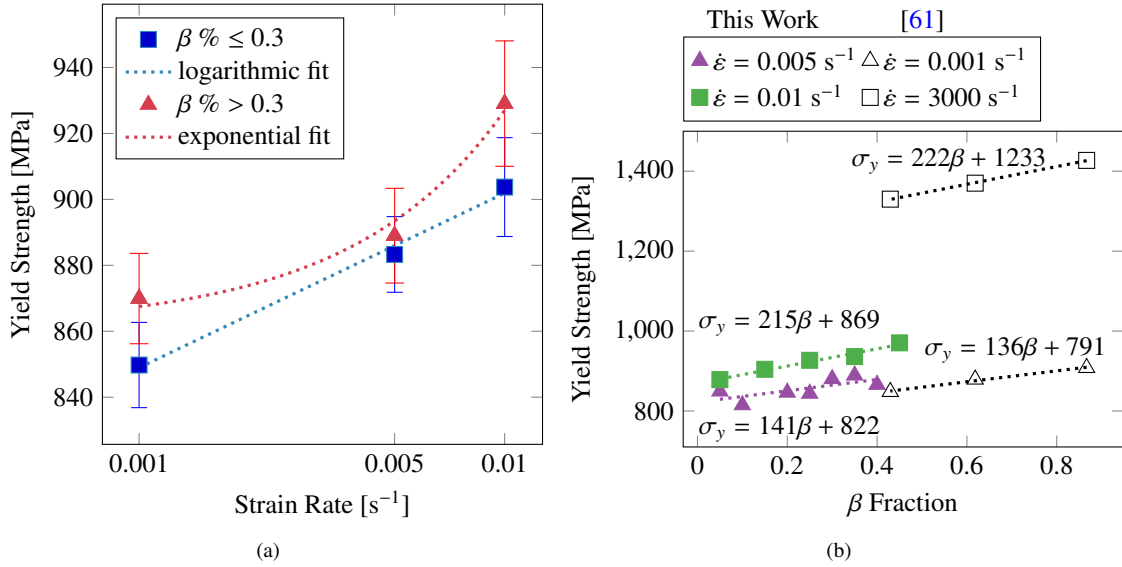 β % ≤ 0.3
logarithmic fit
β % > 0.3
exponential fit
940
920
900
880
860
840
Yield Strength [MPa]
0.001
0.005
0.01
Strain Rate [s⁻¹]
(a)
This Work [61]
ε̇ = 0.005 s⁻¹ ε̇ = 0.001 s⁻¹
ε̇ = 0.01 s⁻¹ ε̇ = 3000 s⁻¹
1,400
1,200
1,000
800
Yield Strength [MPa]
σ_y = 222β + 1233
σ_y = 215β + 869
σ_y = 136β + 791
σ_y = 141β + 822
0 0.2 0.4 0.6 0.8
β Fraction
(b)